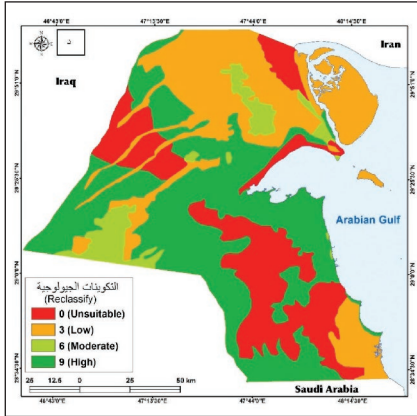 46°43'0"E 47°13'30"E 47°44'0"E 48°14'30"E
د
Iran
Iraq
Arabian Gulf
التكوينات الجيولوجية
(Reclassify)
0 (Unsuitable)
3 (Low)
6 (Moderate)
9 (High)
25 12.5 0 25 50 km
Saudi Arabia
46°43'0"E 47°13'30"E 47°44'0"E 48°14'30"E